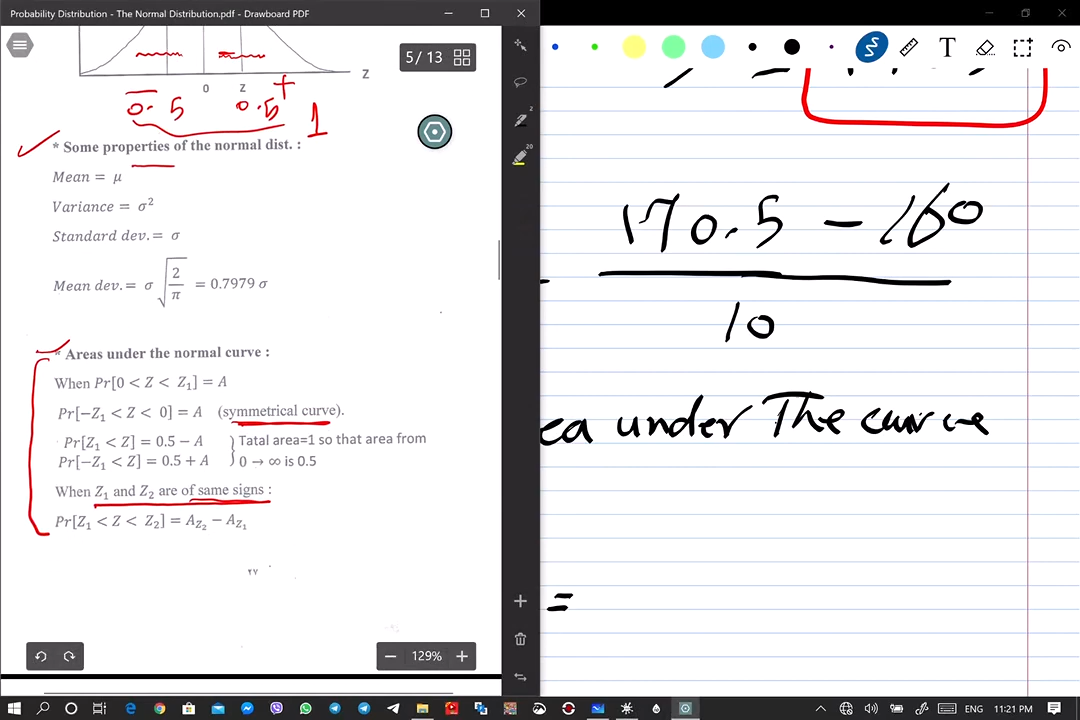 Probability Distribution - The Normal Distribution.pdf - Drawboard PDF
5 / 13
Z
0 Z
0.5 0.5 + 1
* Some properties of the normal dist. :
Mean = μ
Variance = σ²
Standard dev. = σ
Mean dev. = σ √(2/π) = 0.7979 σ
* Areas under the normal curve :
When Pr[0 < Z < Z₁] = A
Pr[−Z₁ < Z < 0] = A (symmetrical curve).
Pr[Z₁ < Z] = 0.5 − A } Tatal area=1 so that area from
Pr[−Z₁ < Z] = 0.5 + A } 0 → ∞ is 0.5
When Z₁ and Z₂ are of same signs :
Pr[Z₁ < Z < Z₂] = A_Z₂ − A_Z₁
٢٧
129%
2
20
T
170.5 − 160
10
ea under The curve
=
ENG 11:21 PM